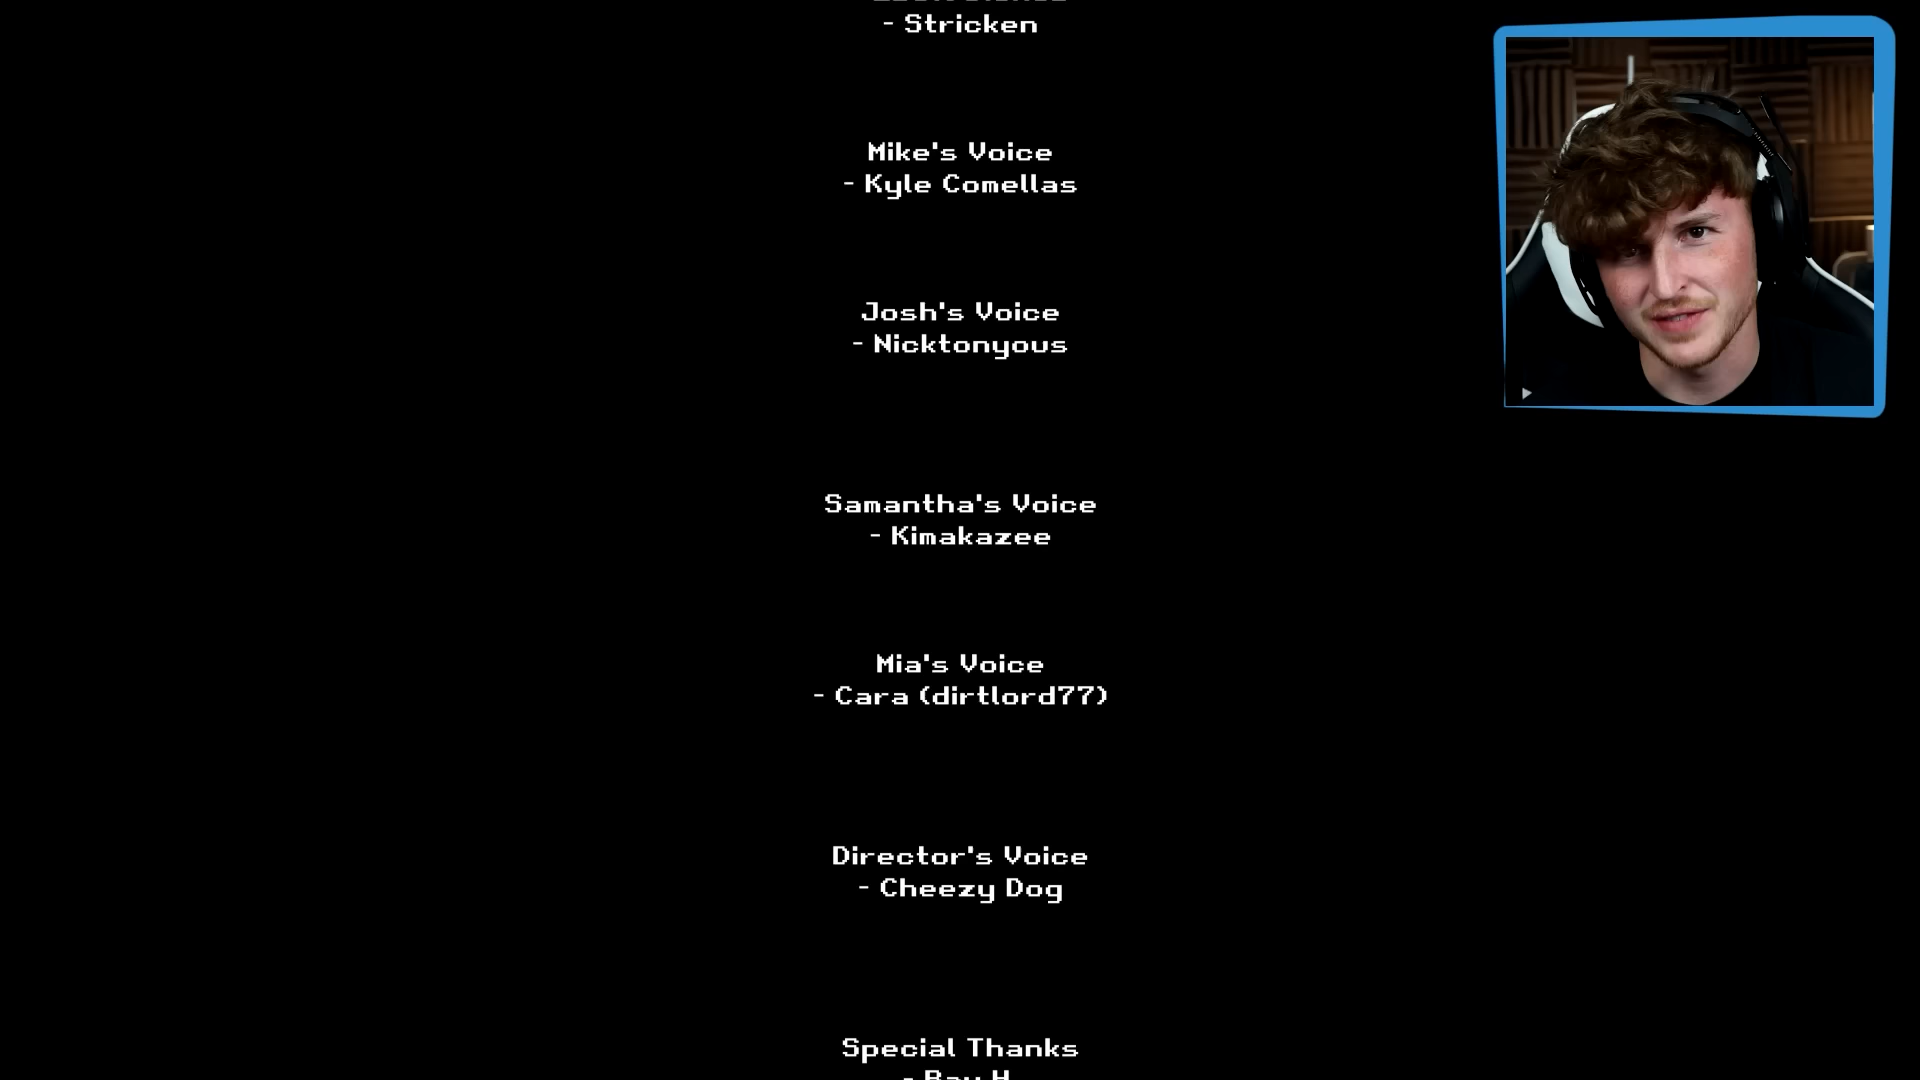 - Stricken
Mike's Voice
- Kyle Comellas
Josh's Voice
- Nicktonyous
Samantha's Voice
- Kimakazee
Mia's Voice
- Cara (dirtlord77)
Director's Voice
- Cheezy Dog
Special Thanks
- Ray H